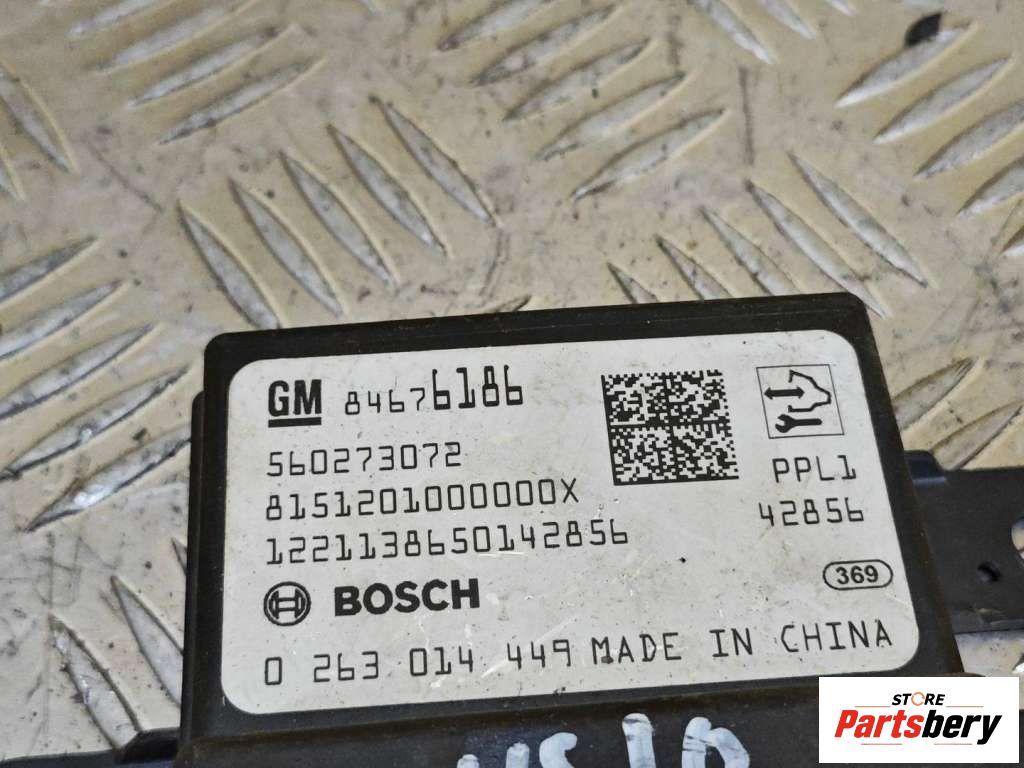 GM 84676186
560273072
8151201000000X
1221138650142856
PPL1
42856
369
BOSCH
0 263 014 449 MADE IN CHINA
STORE
Partsbery